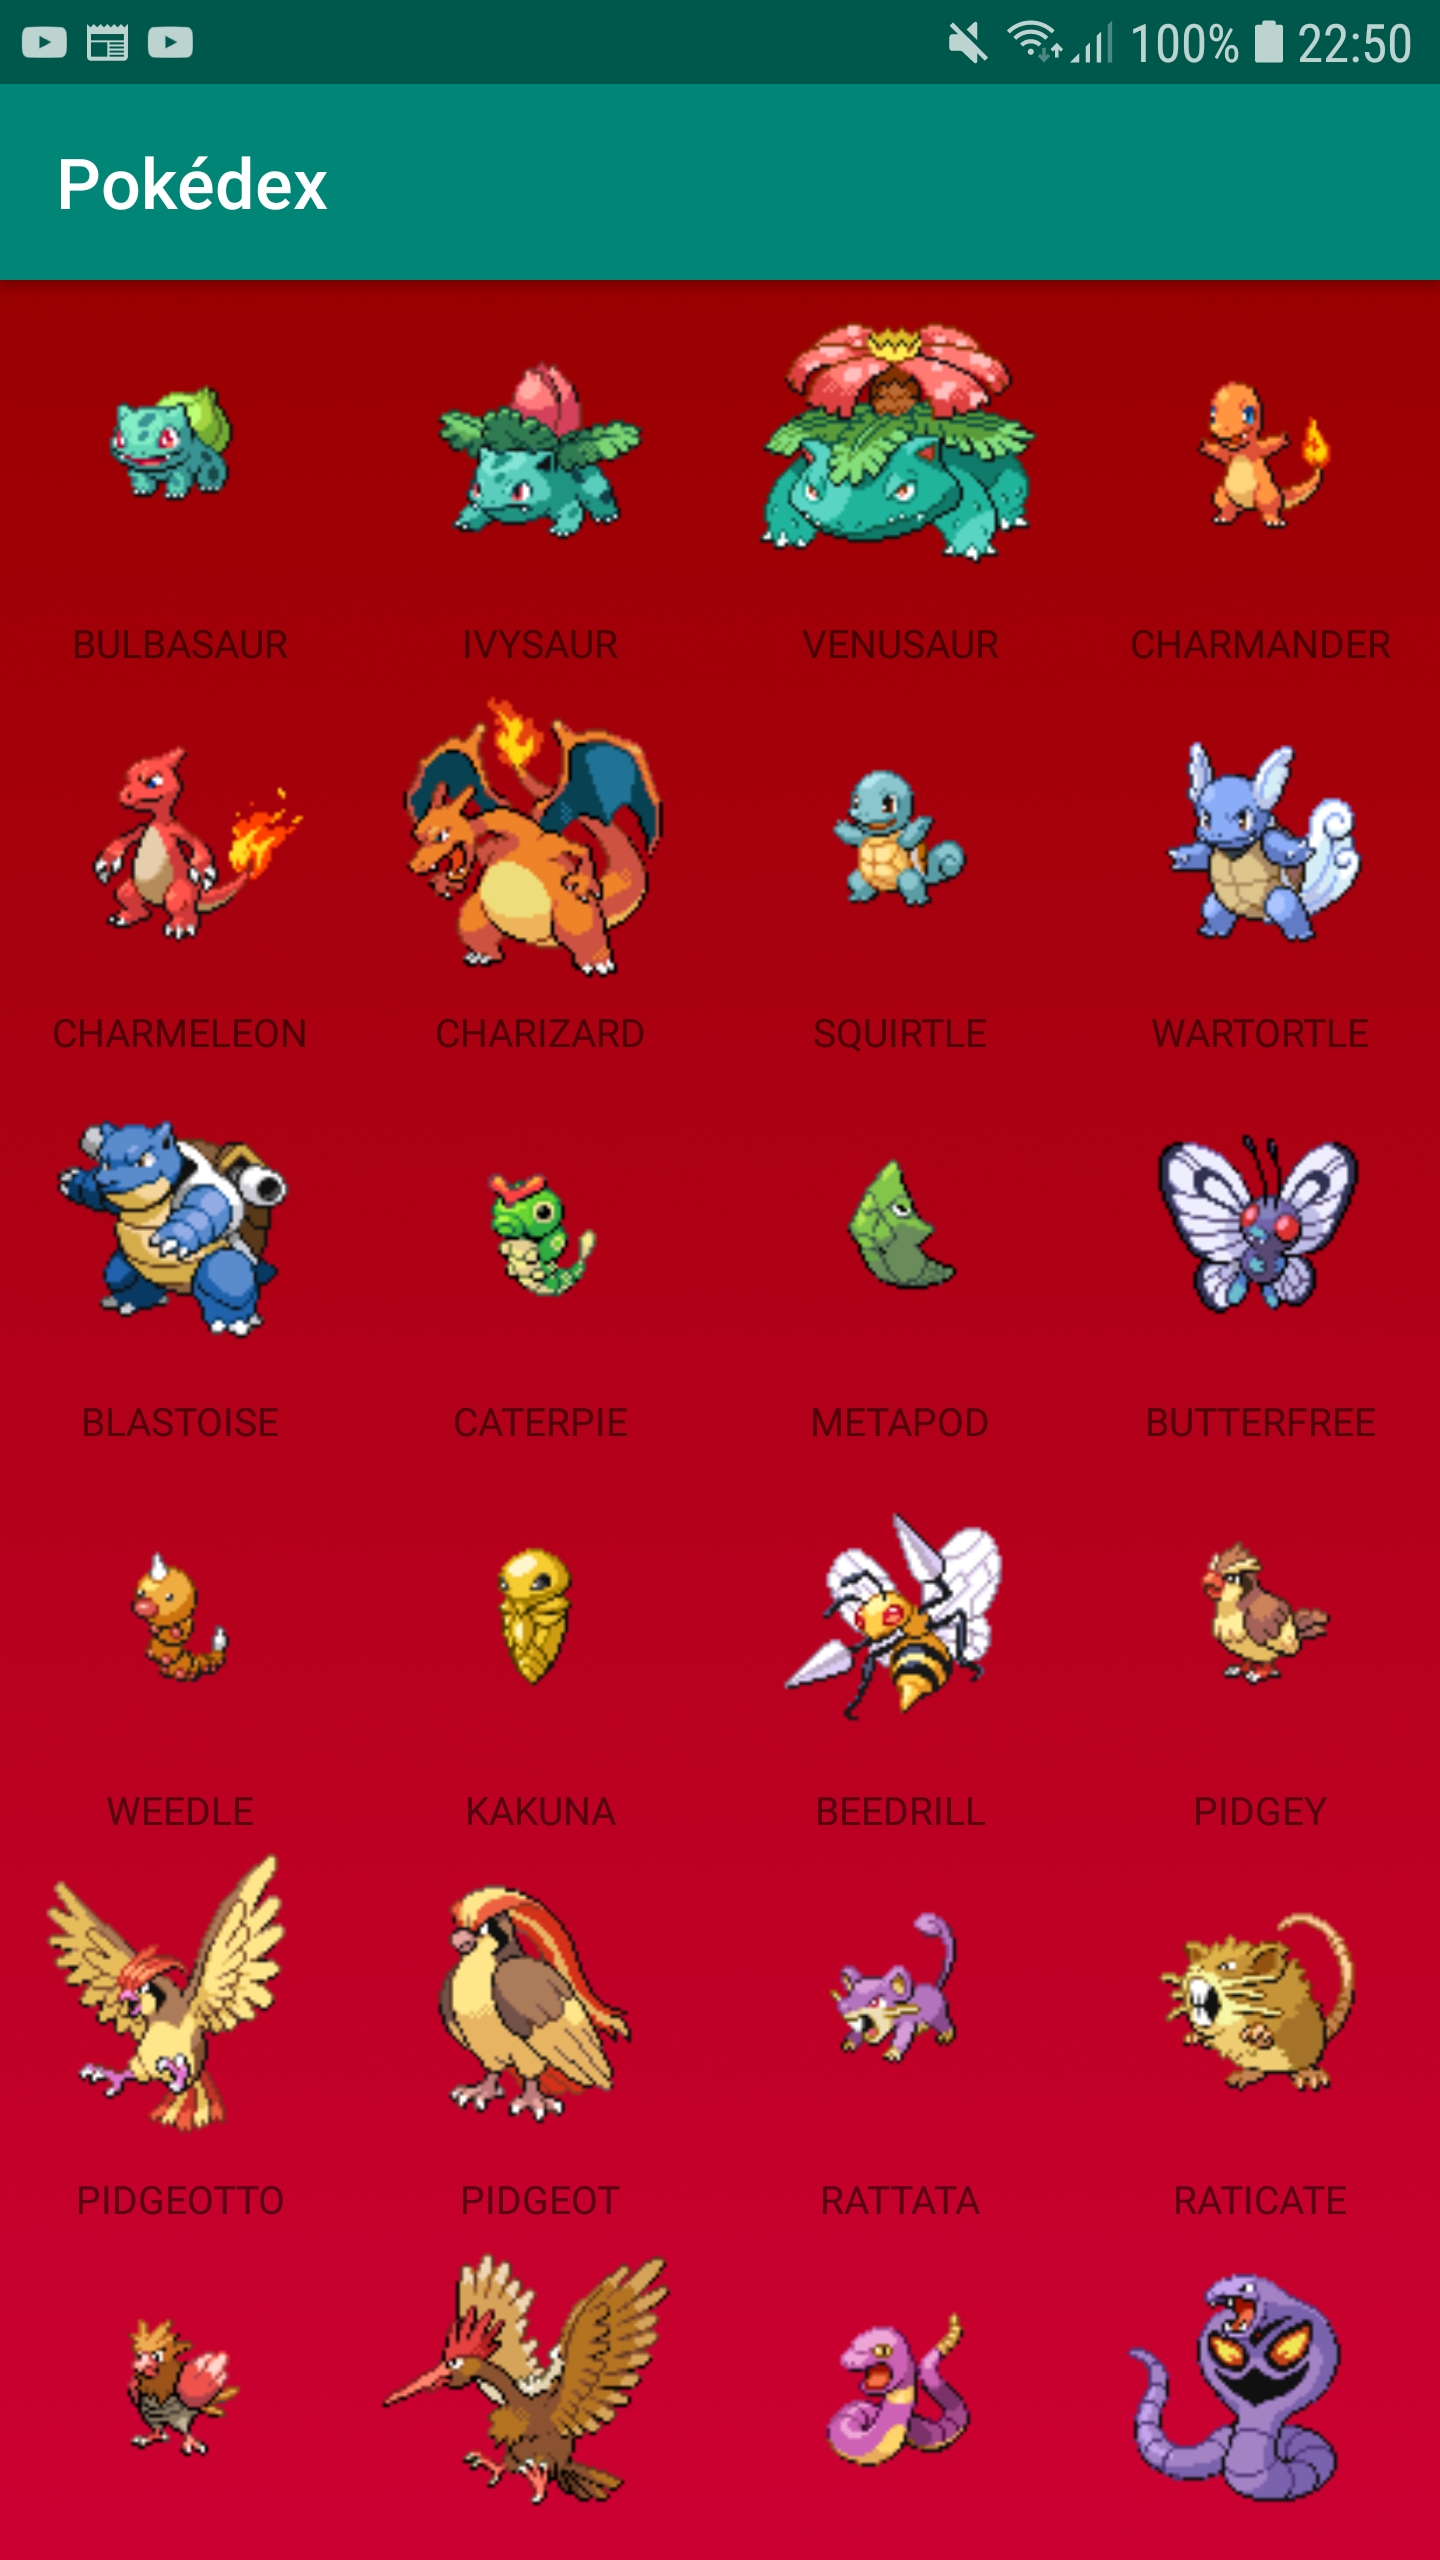 100% 22:50
Pokédex
BULBASAUR IVYSAUR VENUSAUR CHARMANDER
CHARMELEON CHARIZARD SQUIRTLE WARTORTLE
BLASTOISE CATERPIE METAPOD BUTTERFREE
WEEDLE KAKUNA BEEDRILL PIDGEY
PIDGEOTTO PIDGEOT RATTATA RATICATE